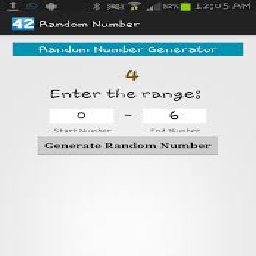 12:05 AM
42 Random Number
Random Number Generator
4
Enter the range:
0 - 6
Start Number End Number
Generate Random Number